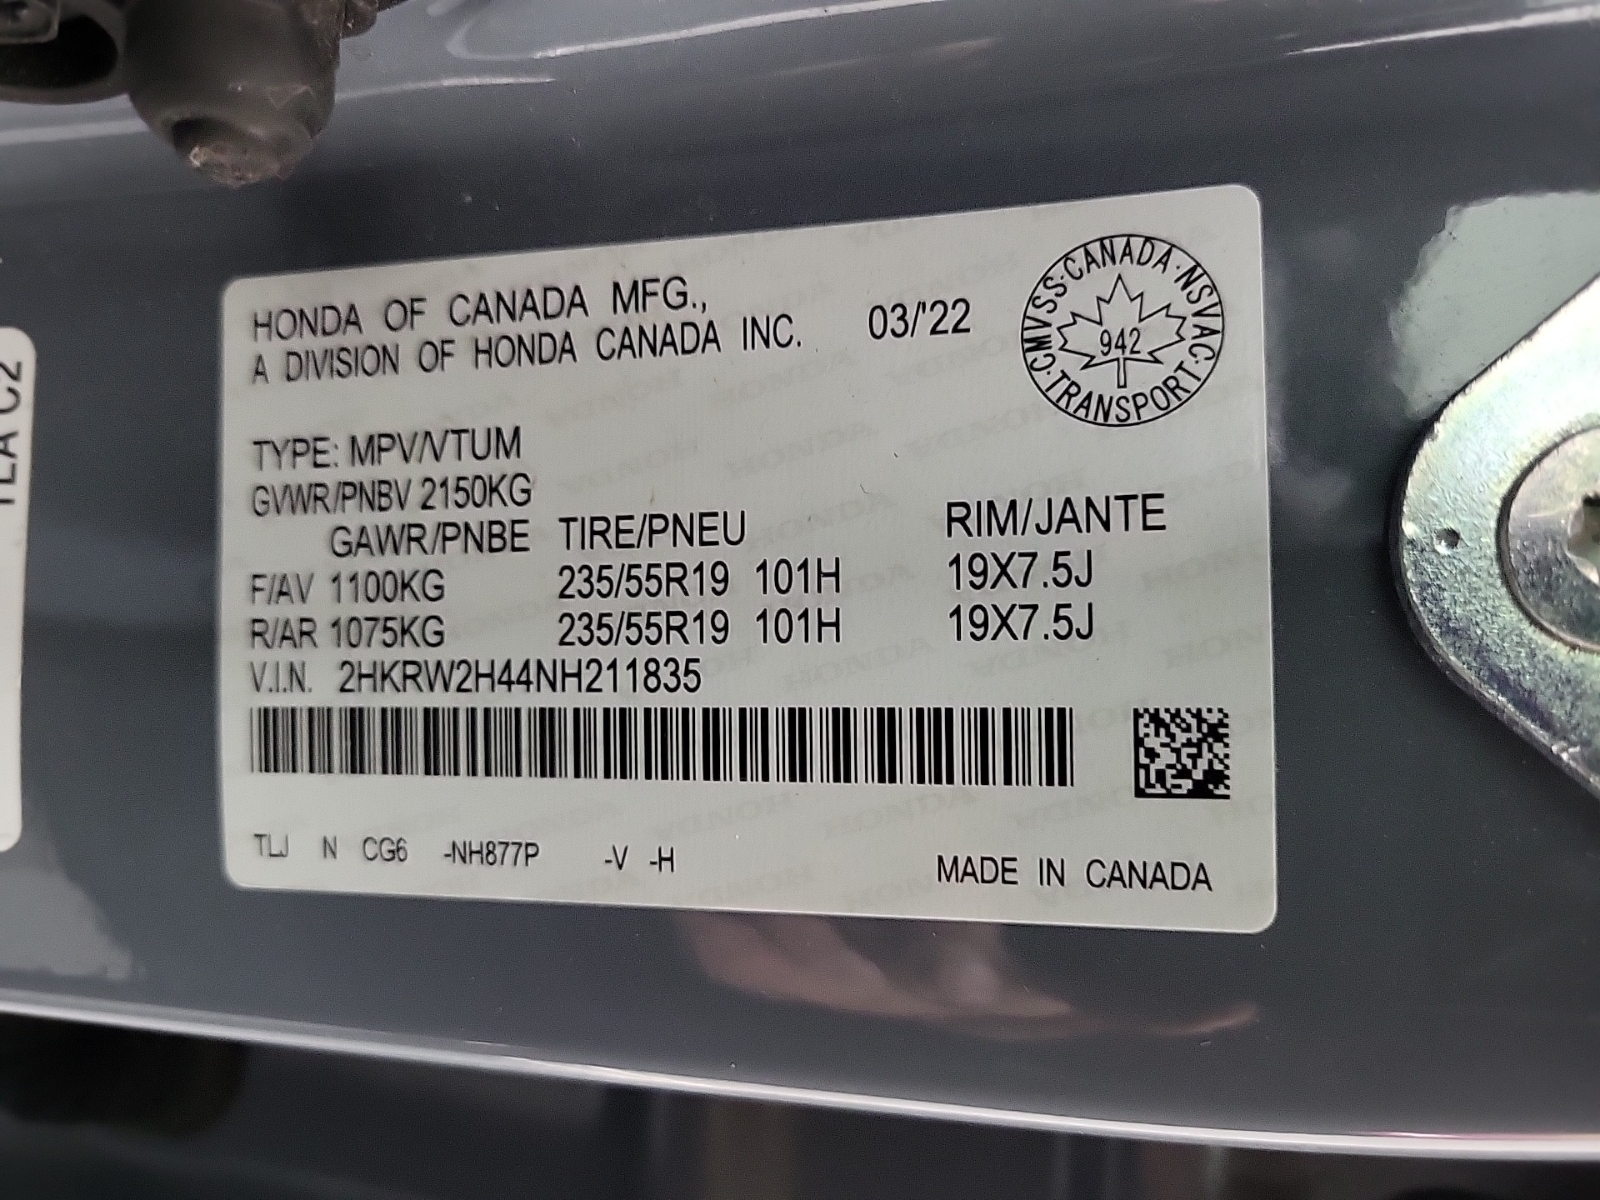 HONDA OF CANADA MFG.,
A DIVISION OF HONDA CANADA INC.
03/'22
CMVSS·CANADA·NSVAC·TRANSPORT·
942
TYPE: MPV/VTUM
GVWR/PNBV 2150KG
GAWR/PNBE TIRE/PNEU RIM/JANTE
F/AV 1100KG 235/55R19 101H 19X7.5J
R/AR 1075KG 235/55R19 101H 19X7.5J
V.I.N. 2HKRW2H44NH211835
TLJ N CG6 -NH877P -V -H
MADE IN CANADA
TLA C2